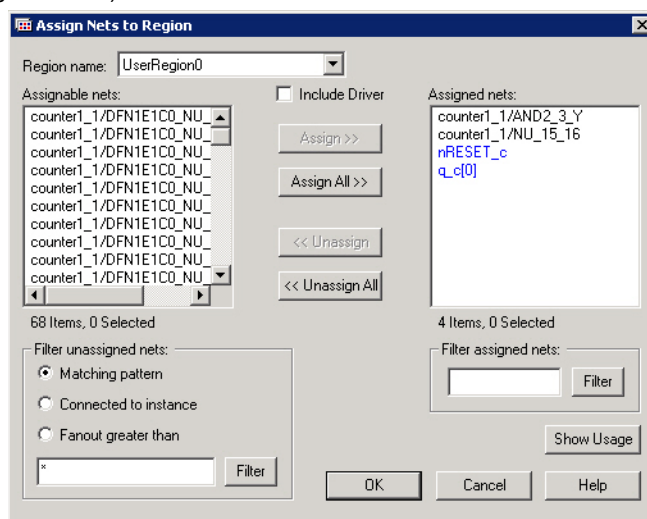 Assign Nets to Region
Region name: UserRegion0
Assignable nets:
Include Driver
Assigned nets:
counter1_1/DFN1E1C0_NU_
counter1_1/DFN1E1C0_NU_
counter1_1/DFN1E1C0_NU_
counter1_1/DFN1E1C0_NU_
counter1_1/DFN1E1C0_NU_
counter1_1/DFN1E1C0_NU_
counter1_1/DFN1E1C0_NU_
counter1_1/DFN1E1C0_NU_
counter1_1/DFN1E1C0_NU_
counter1_1/DFN1E1C0_NU_
Assign >>
Assign All >>
<< Unassign
<< Unassign All
counter1_1/AND2_3_Y
counter1_1/NU_15_16
nRESET_c
q_c[0]
68 Items, 0 Selected
4 Items, 0 Selected
Filter unassigned nets:
Matching pattern
Connected to instance
Fanout greater than
*
Filter
Filter assigned nets:
Filter
Show Usage
OK
Cancel
Help